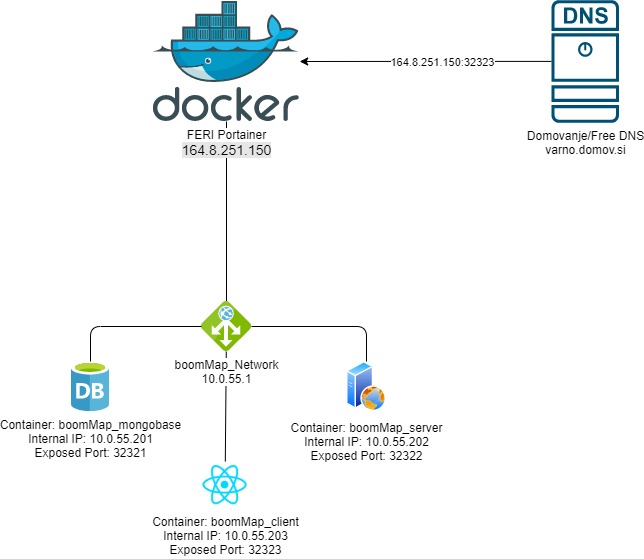 DNS
164.8.251.150:32323
docker
FERI Portainer
164.8.251.150
Domovanje/Free DNS
varno.domov.si
boomMap_Network
10.0.55.1
DB
Container: boomMap_mongobase
Internal IP: 10.0.55.201
Exposed Port: 32321
Container: boomMap_server
Internal IP: 10.0.55.202
Exposed Port: 32322
Container: boomMap_client
Internal IP: 10.0.55.203
Exposed Port: 32323